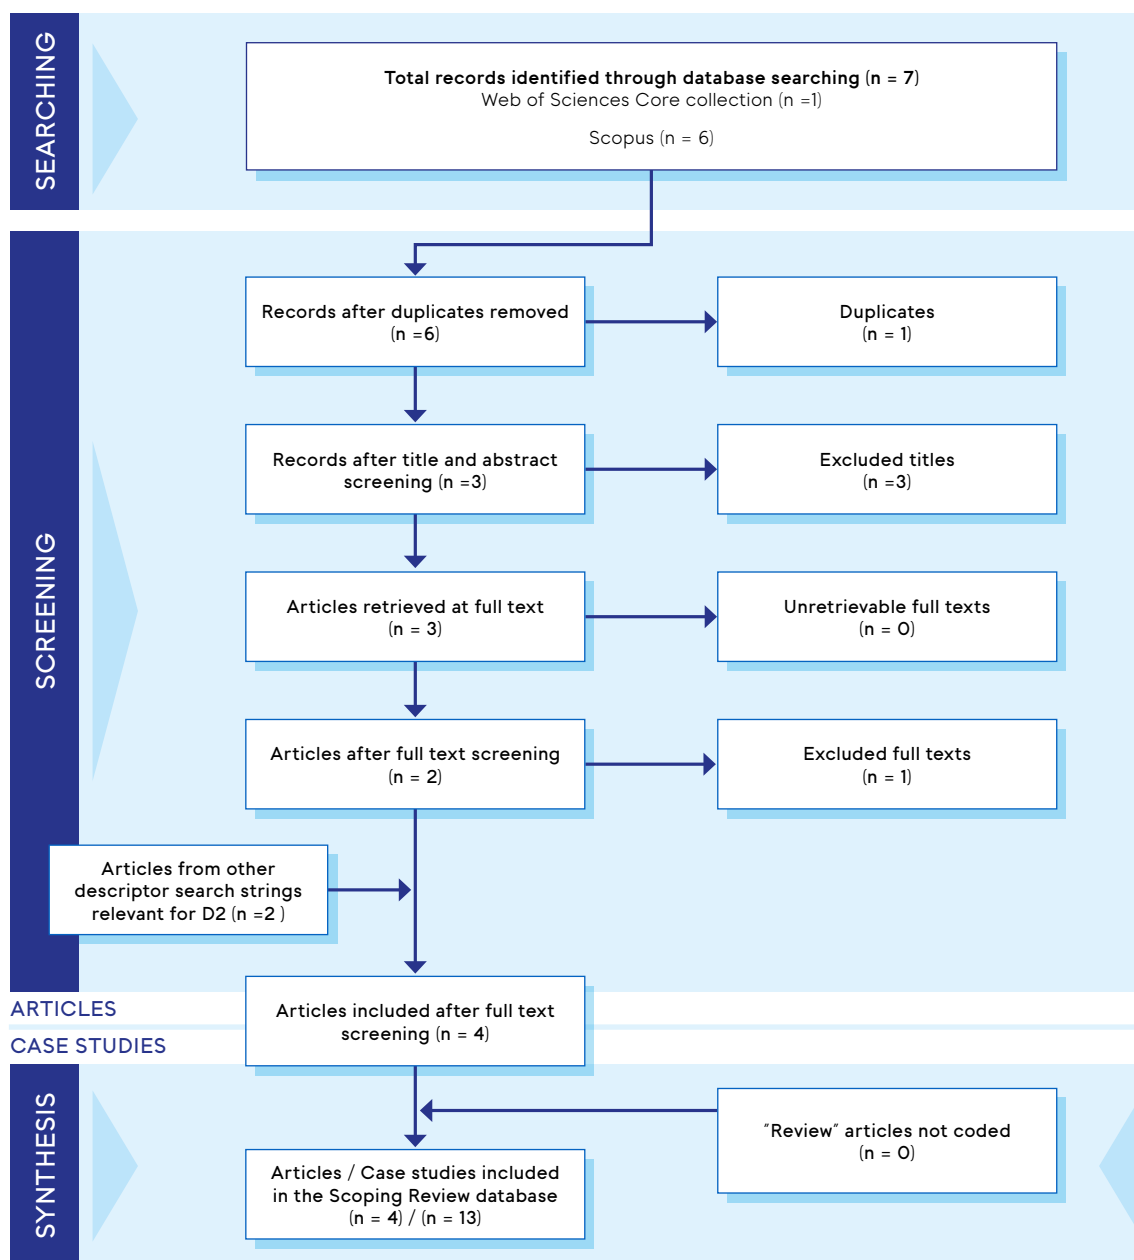 SEARCHING
Total records identified through database searching (n = 7)
Web of Sciences Core collection (n =1)
Scopus (n = 6)
SCREENING
Records after duplicates removed
(n =6)
Duplicates
(n = 1)
Records after title and abstract
screening (n =3)
Excluded titles
(n =3)
Articles retrieved at full text
(n = 3)
Unretrievable full texts
(n = 0)
Articles after full text screening
(n = 2)
Excluded full texts
(n = 1)
Articles from other
descriptor search strings
relevant for D2 (n =2 )
ARTICLES
Articles included after full text
screening (n = 4)
CASE STUDIES
SYNTHESIS
"Review" articles not coded
(n = 0)
Articles / Case studies included
in the Scoping Review database
(n = 4) / (n = 13)